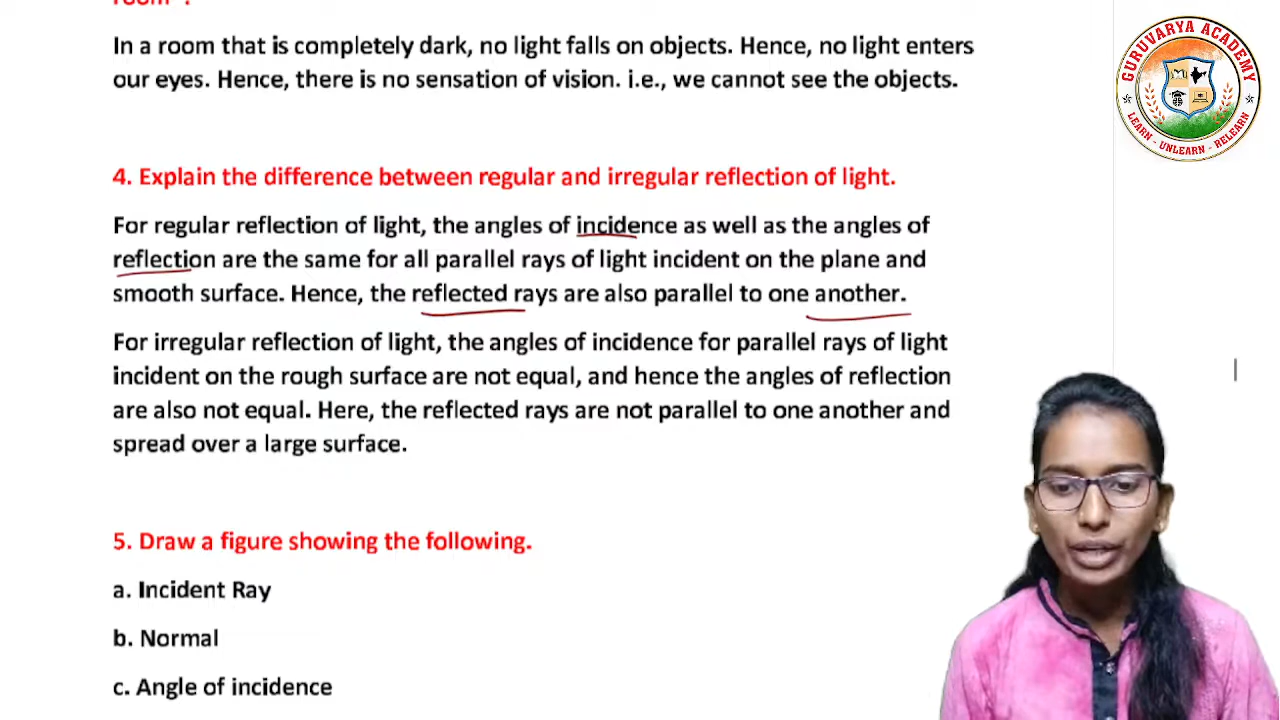 room ?
In a room that is completely dark, no light falls on objects. Hence, no light enters
our eyes. Hence, there is no sensation of vision. i.e., we cannot see the objects.
4. Explain the difference between regular and irregular reflection of light.
For regular reflection of light, the angles of incidence as well as the angles of
reflection are the same for all parallel rays of light incident on the plane and
smooth surface. Hence, the reflected rays are also parallel to one another.
For irregular reflection of light, the angles of incidence for parallel rays of light
incident on the rough surface are not equal, and hence the angles of reflection
are also not equal. Here, the reflected rays are not parallel to one another and
spread over a large surface.
5. Draw a figure showing the following.
a. Incident Ray
b. Normal
c. Angle of incidence
GURUVARYA ACADEMY
LEARN - UNLEARN - RELEARN